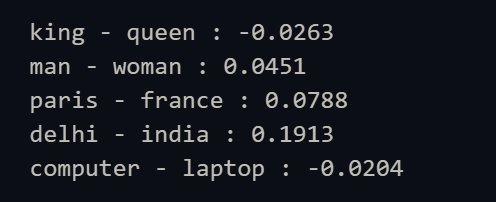 king - queen : -0.0263
man - woman : 0.0451
paris - france : 0.0788
delhi - india : 0.1913
computer - laptop : -0.0204